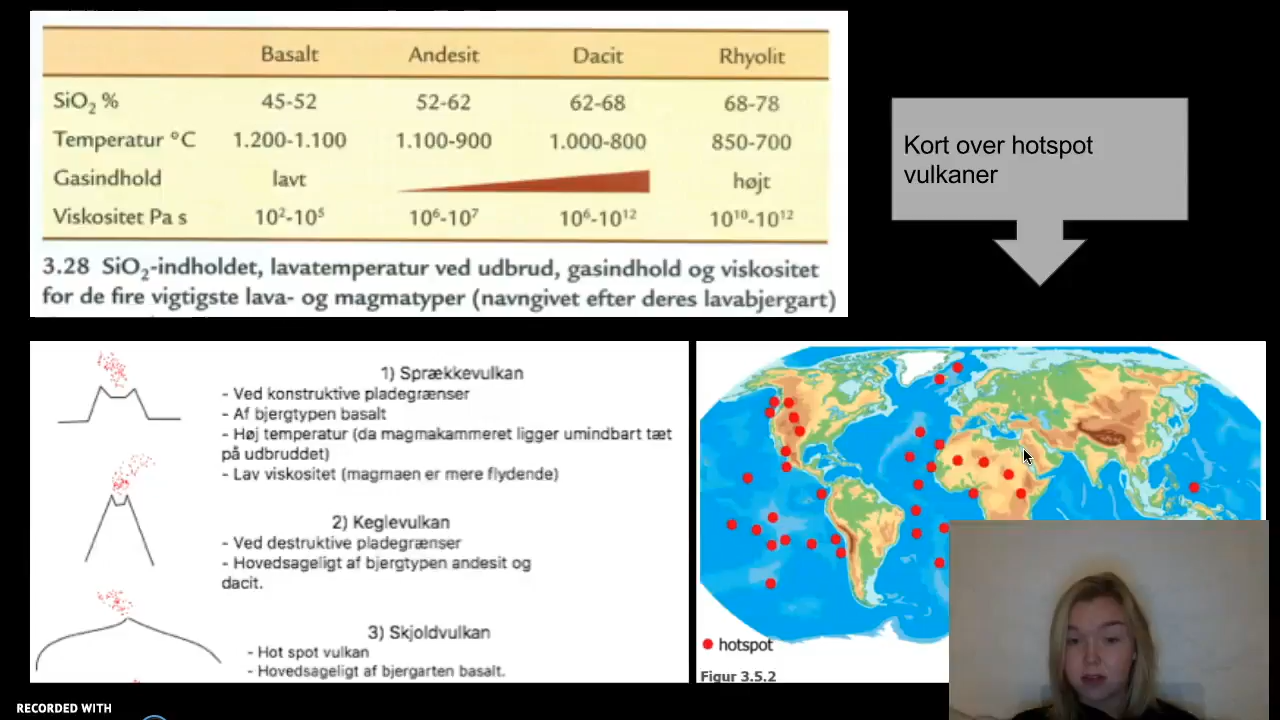 Basalt Andesit Dacit Rhyolit
SiO₂ % 45-52 52-62 62-68 68-78
Temperatur °C 1.200-1.100 1.100-900 1.000-800 850-700
Gasindhold lavt højt
Viskositet Pa s 10²-10⁵ 10⁶-10⁷ 10⁶-10¹² 10¹⁰-10¹²
3.28 SiO₂-indholdet, lavatemperatur ved udbrud, gasindhold og viskositet
for de fire vigtigste lava- og magmatyper (navngivet efter deres lavabjergart)
Kort over hotspot
vulkaner
1) Sprækkevulkan
- Ved konstruktive pladegrænser
- Af bjergtypen basalt
- Høj temperatur (da magmakammeret ligger umindbart tæt
på udbruddet)
- Lav viskositet (magmaen er mere flydende)
2) Keglevulkan
- Ved destruktive pladegrænser
- Hovedsageligt af bjergtypen andesit og
dacit.
3) Skjoldvulkan
- Hot spot vulkan
- Hovedsageligt af bjergarten basalt.
hotspot
Figur 3.5.2
RECORDED WITH